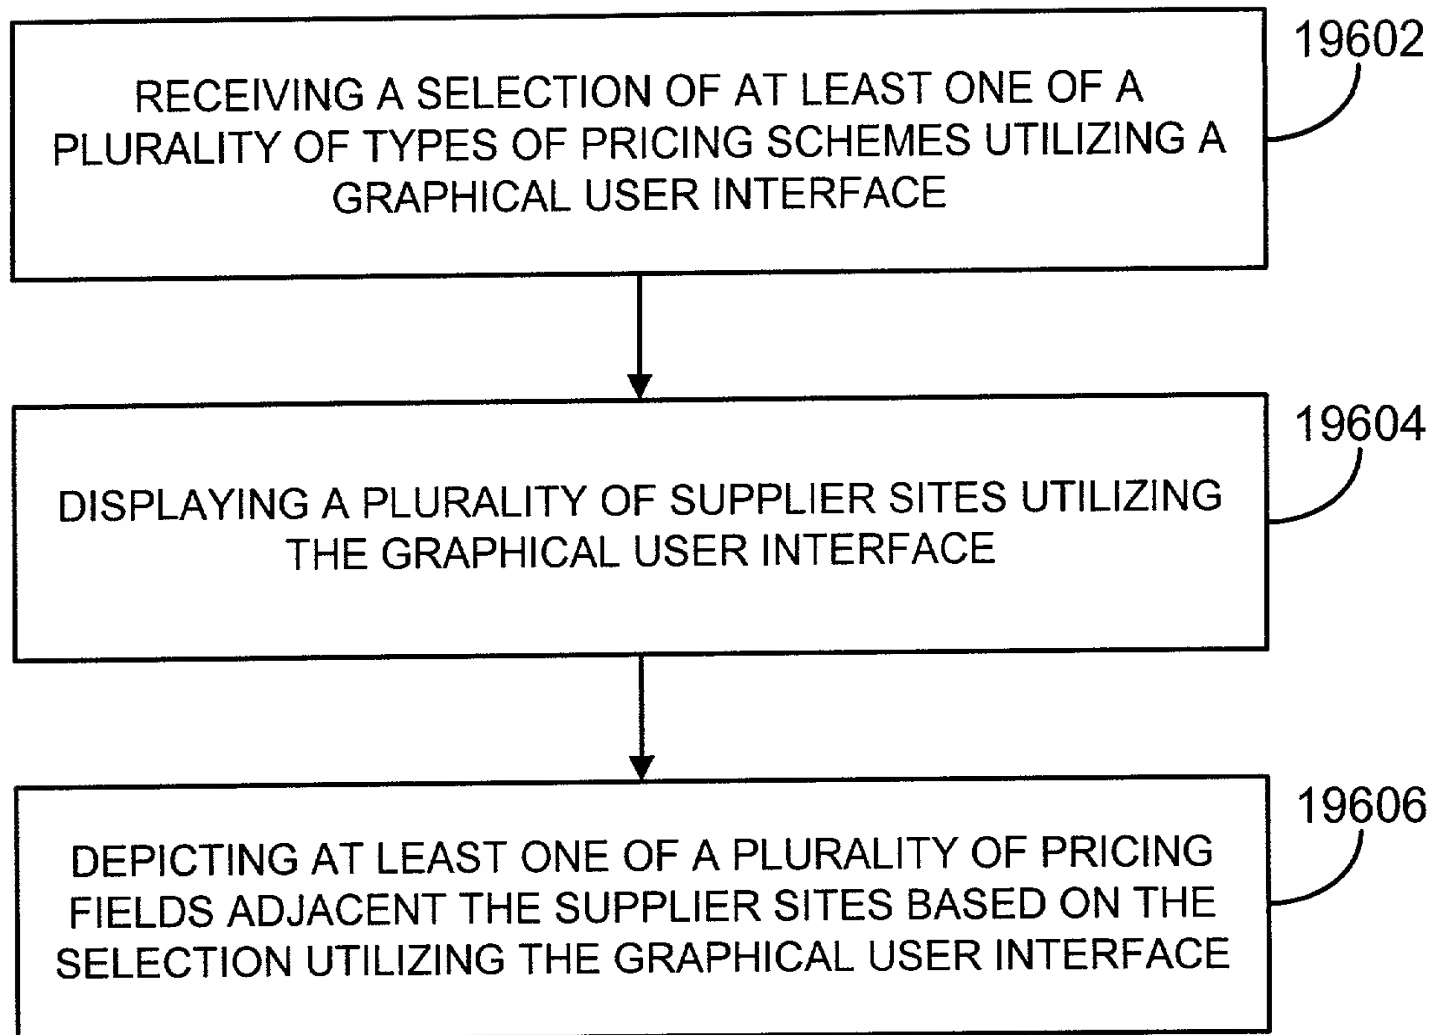 19602
RECEIVING A SELECTION OF AT LEAST ONE OF A
PLURALITY OF TYPES OF PRICING SCHEMES UTILIZING A
GRAPHICAL USER INTERFACE
19604
DISPLAYING A PLURALITY OF SUPPLIER SITES UTILIZING
THE GRAPHICAL USER INTERFACE
19606
DEPICTING AT LEAST ONE OF A PLURALITY OF PRICING
FIELDS ADJACENT THE SUPPLIER SITES BASED ON THE
SELECTION UTILIZING THE GRAPHICAL USER INTERFACE